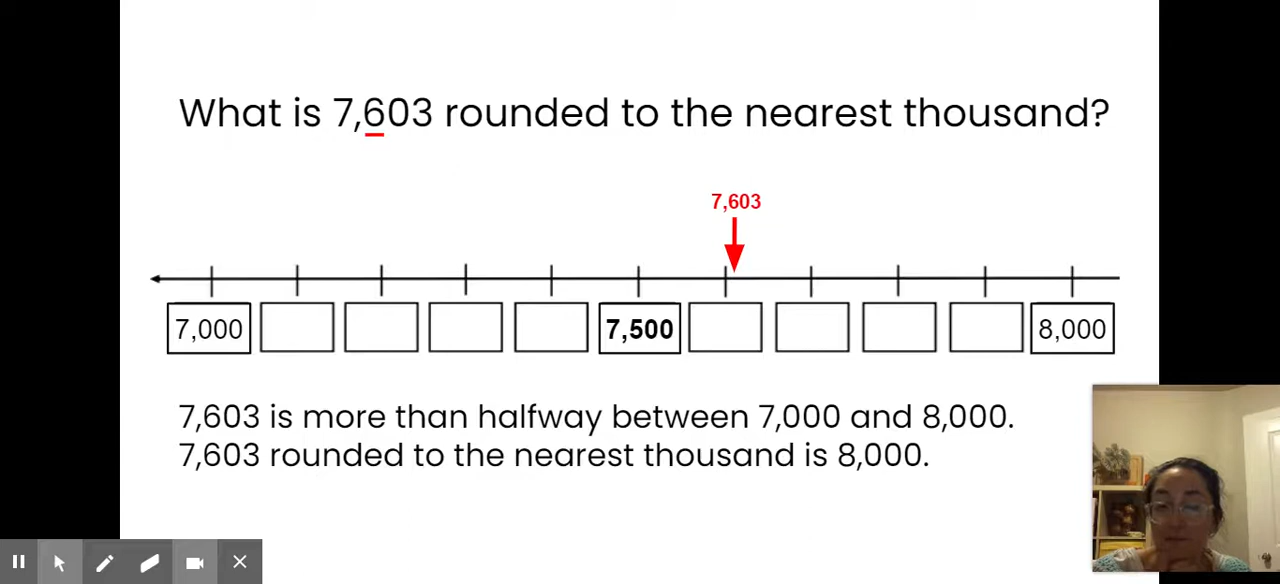 What is 7,603 rounded to the nearest thousand?
7,603
7,000 7,500 8,000
7,603 is more than halfway between 7,000 and 8,000.
7,603 rounded to the nearest thousand is 8,000.